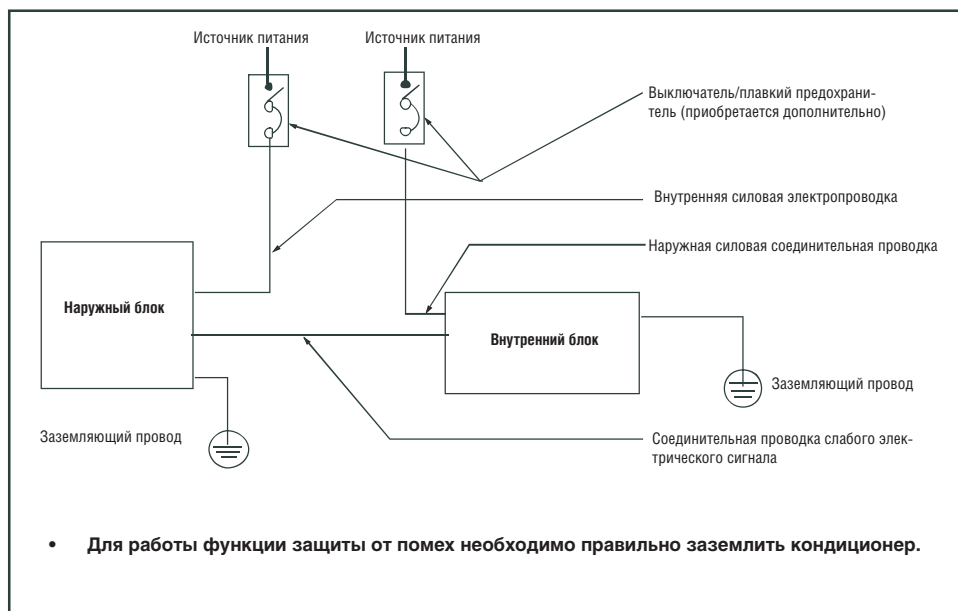 Источник питания
Источник питания
Выключатель/плавкий предохрани-
тель (приобретается дополнительно)
Внутренняя силовая электропроводка
Наружная силовая соединительная проводка
Наружный блок
Внутренний блок
Заземляющий провод
Заземляющий провод
Соединительная проводка слабого элек-
трического сигнала
• Для работы функции защиты от помех необходимо правильно заземлить кондиционер.